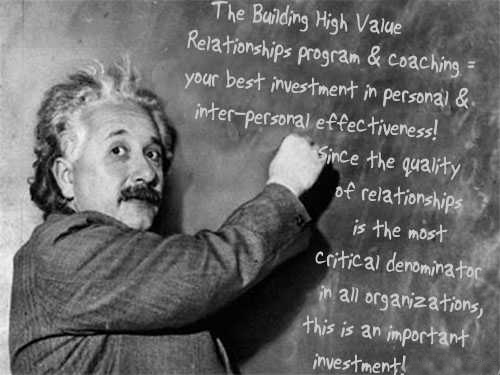 The Building High Value
Relationships program & coaching =
your best investment in personal &
inter-personal effectiveness!
Since the quality
of relationships
is the most
critical denominator
in all organizations,
this is an important
investment!